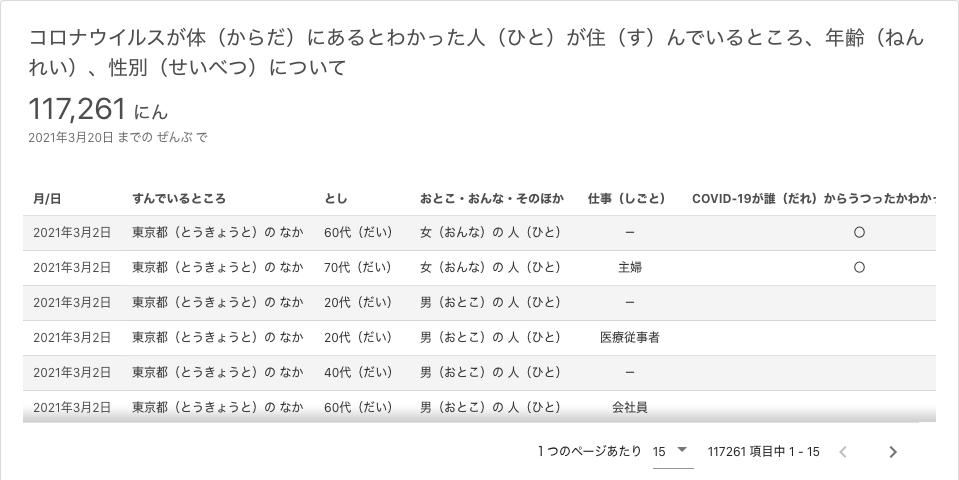 コロナウイルスが体（からだ）にあるとわかった人（ひと）が住（す）んでいるところ、年齢（ねん
れい）、性別（せいべつ）について
117,261 にん
2021年3月20日 までの ぜんぶ で
月/日 すんでいるところ とし おとこ・おんな・そのほか 仕事（しごと） COVID-19が誰（だれ）からうつったかわかっ
2021年3月2日 東京都（とうきょうと）の なか 60代（だい） 女（おんな）の 人（ひと） ー 〇
2021年3月2日 東京都（とうきょうと）の なか 70代（だい） 女（おんな）の 人（ひと） 主婦 〇
2021年3月2日 東京都（とうきょうと）の なか 20代（だい） 男（おとこ）の 人（ひと） ー
2021年3月2日 東京都（とうきょうと）の なか 20代（だい） 男（おとこ）の 人（ひと） 医療従事者
2021年3月2日 東京都（とうきょうと）の なか 40代（だい） 男（おとこ）の 人（ひと） ー
2021年3月2日 東京都（とうきょうと）の なか 60代（だい） 男（おとこ）の 人（ひと） 会社員
1 つのページあたり 15 117261 項目中 1 - 15